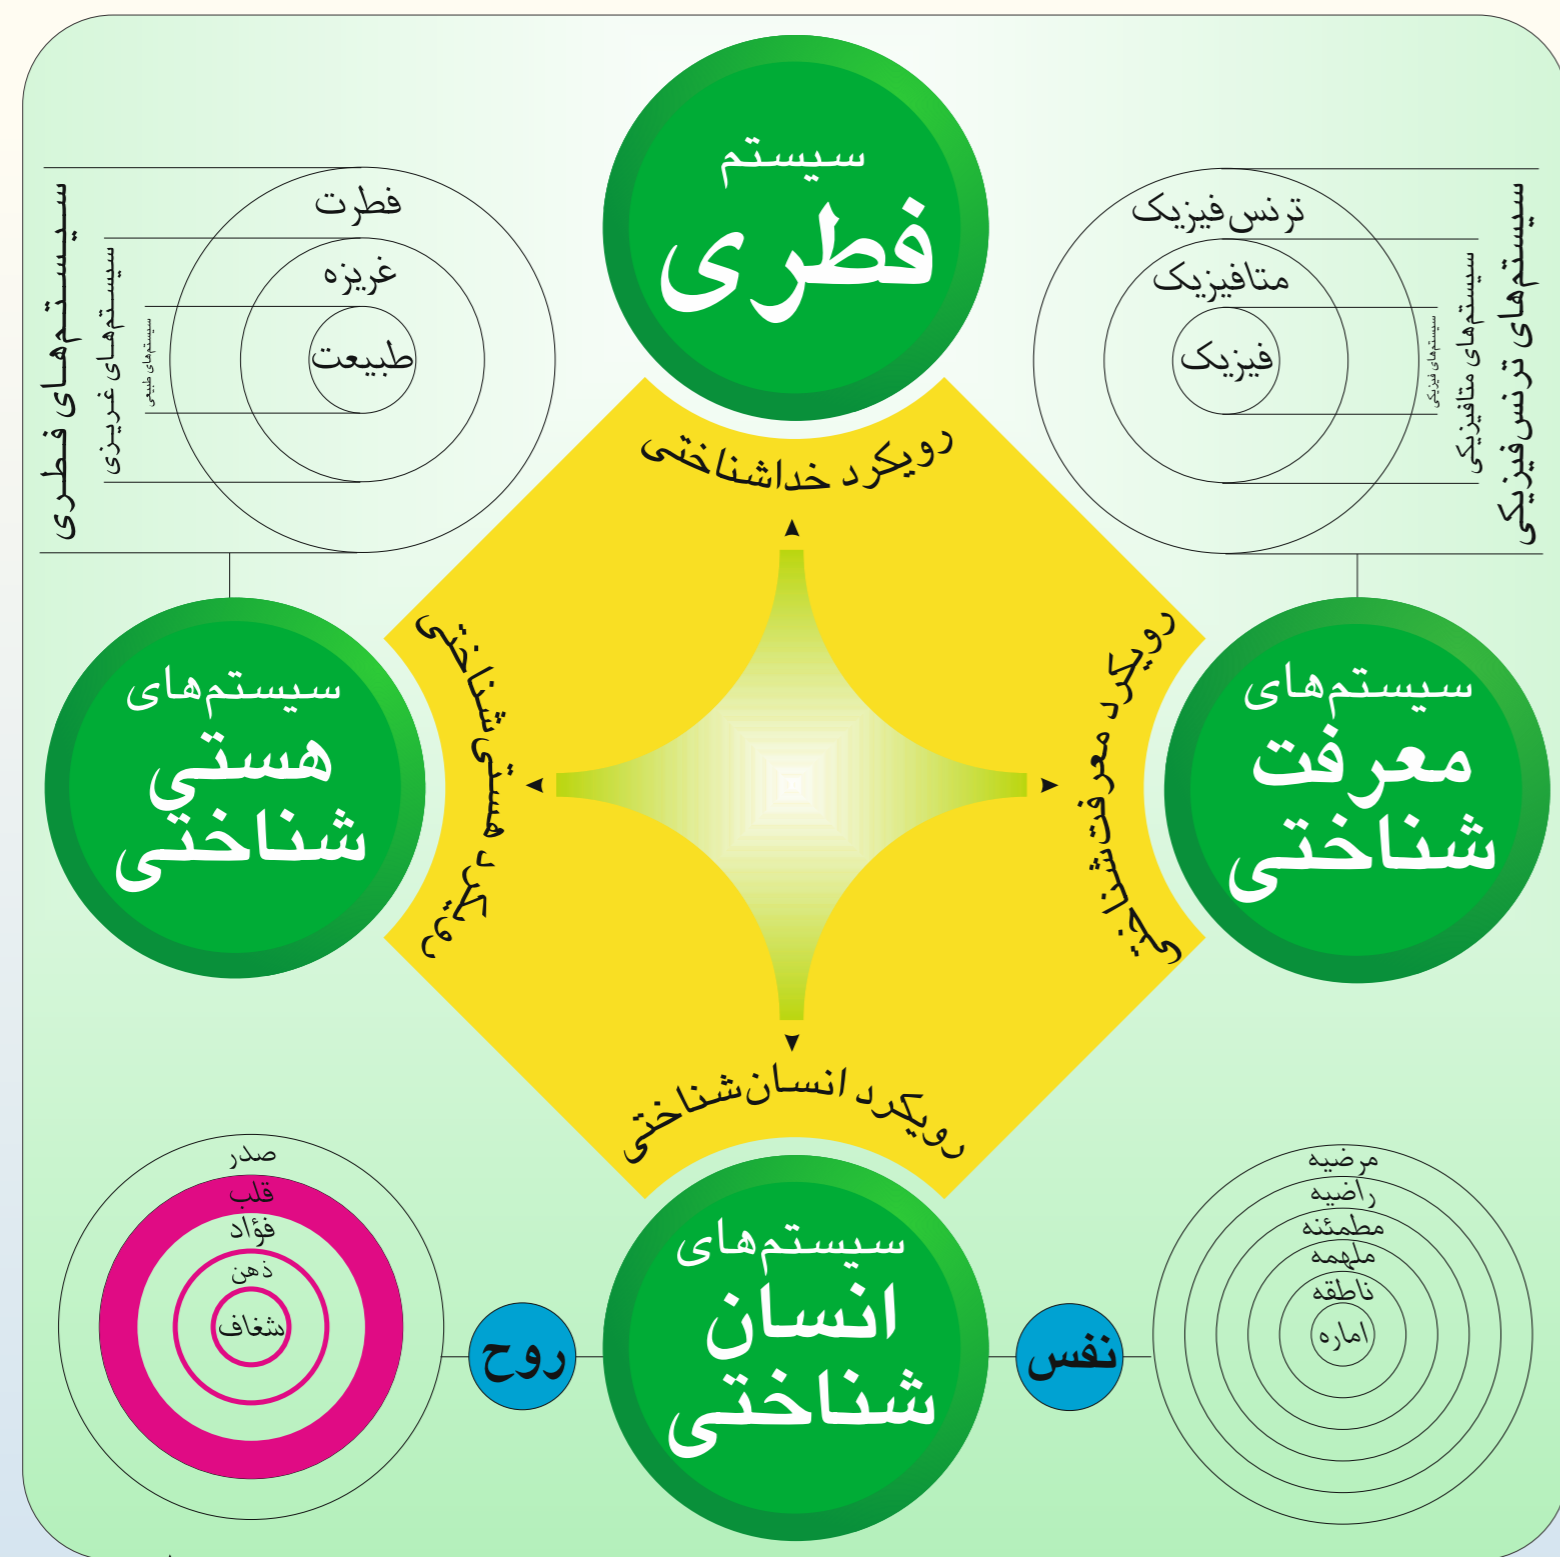 سیستم
فطری
ترنس فیزیک
متافیزیک
فیزیک
سیستم‌های فیزیکی
سیستم‌های متافیزیکی
سیستم‌های ترنس‌فیزیکی
فطرت
غریزه
طبیعت
سیستم‌های طبیعی
سیستم‌های غریزی
سیستم‌های فطری
رویکرد خداشناختی
رویکرد معرفت‌شناختی
رویکرد هستی‌شناختی
رویکرد انسان‌شناختی
سیستم‌های
معرفت
شناختی
سیستم‌های
هستي
شناختی
سیستم‌های
انسان
شناختی
نفس
روح
مرضیه
راضیه
مطمئنه
ملهمه
ناطقه
اماره
صدر
قلب
فؤاد
ذهن
شغاف